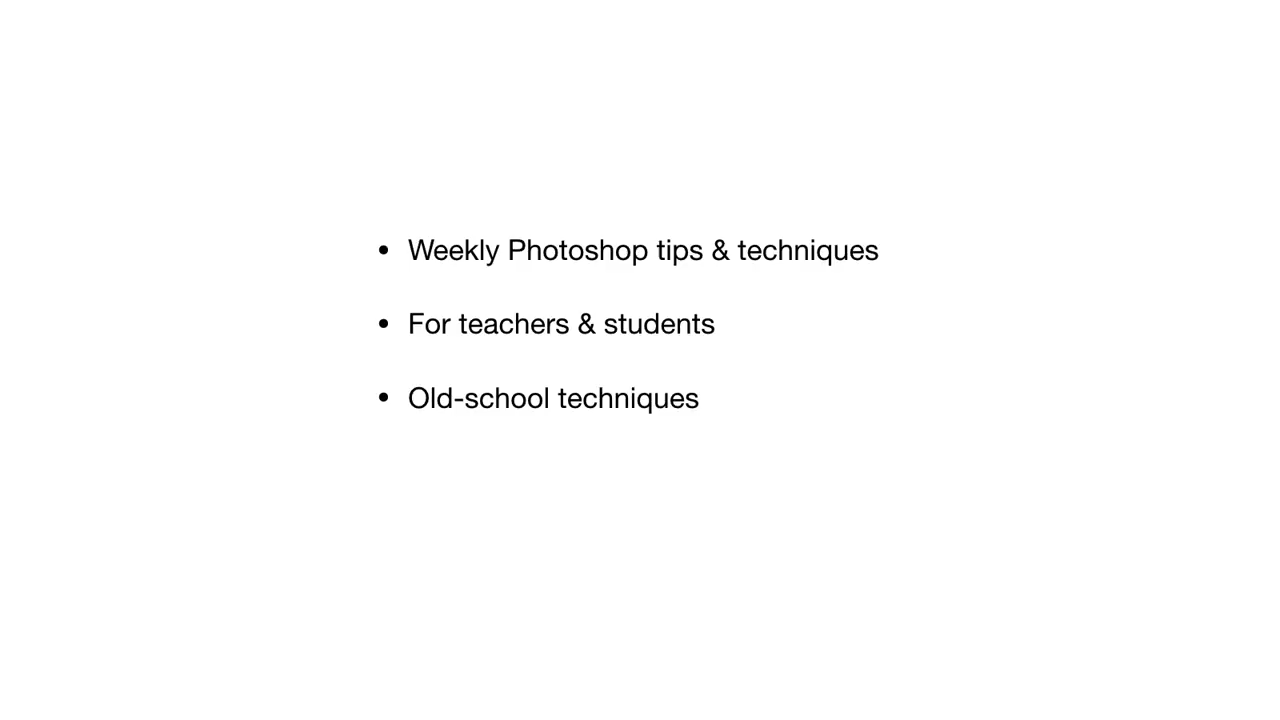 • Weekly Photoshop tips & techniques
• For teachers & students
• Old-school techniques